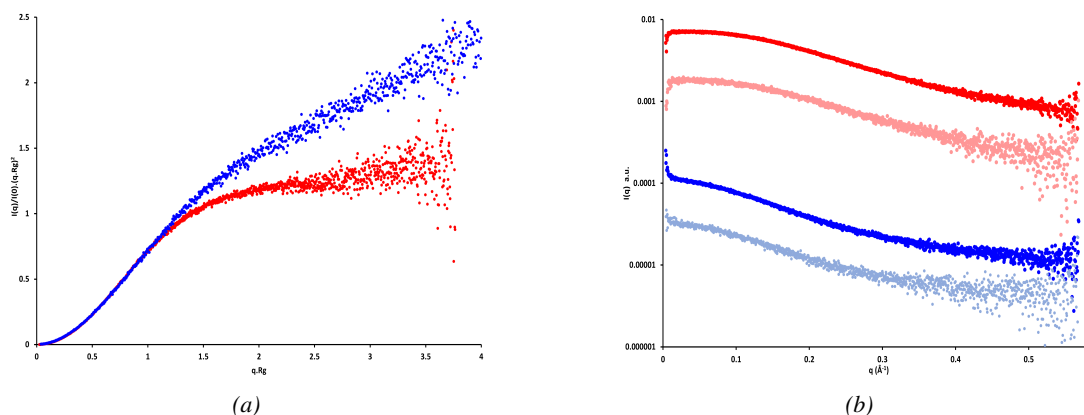 2.5
2
1.5
1
0.5
0
0 0.5 1 1.5 2 2.5 3 3.5 4
I(q)/I(0).(q.Rg)²
q.Rg
(a)
0.01
0.001
0.0001
0.00001
0.000001
0 0.1 0.2 0.3 0.4 0.5
I(q) a.u.
q (Å⁻¹)
(b)